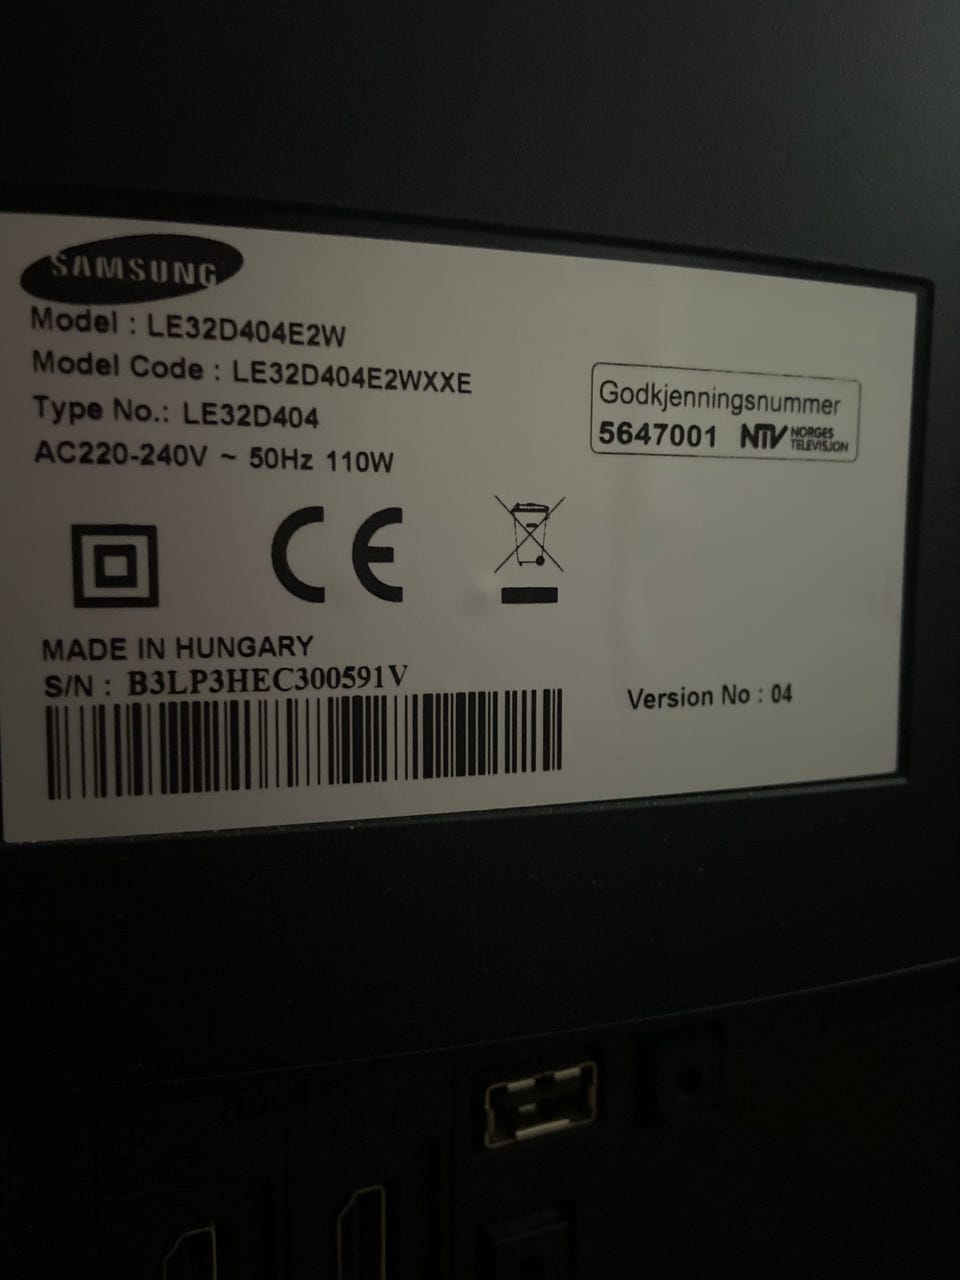 SAMSUNG
Model : LE32D404E2W
Model Code : LE32D404E2WXXE
Type No.: LE32D404
AC220-240V ~ 50Hz 110W
Godkjenningsnummer
5647001 NTV NORGES TELEVISJON
CE
MADE IN HUNGARY
S/N : B3LP3HEC300591V
Version No : 04